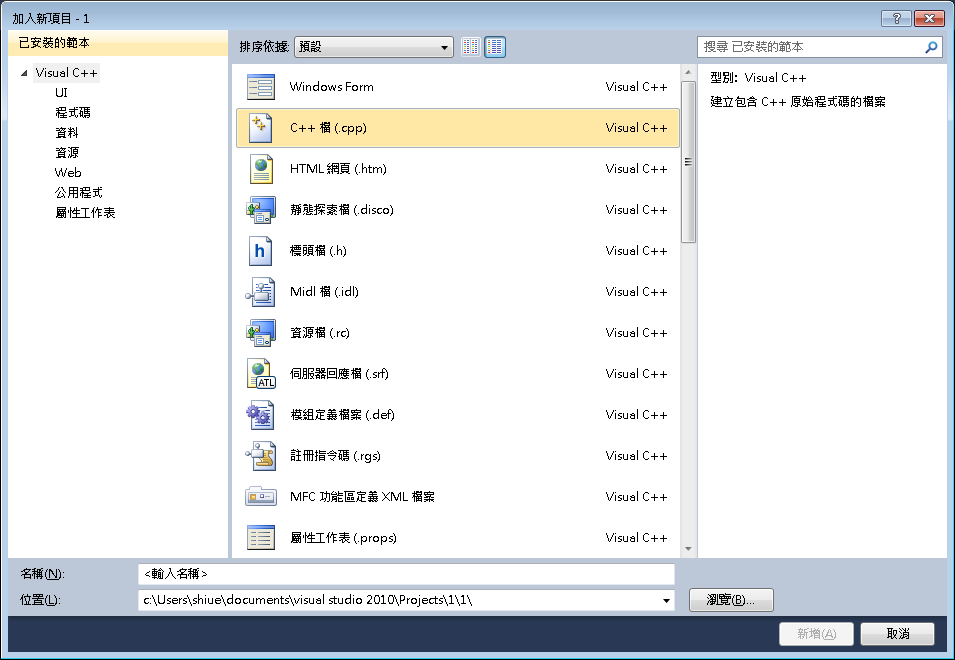 加入新項目 - 1
已安裝的範本
Visual C++
UI
程式碼
資料
資源
Web
公用程式
屬性工作表
排序依據: 預設
Windows Form Visual C++
C++ 檔 (.cpp) Visual C++
HTML 網頁 (.htm) Visual C++
靜態探索檔 (.disco) Visual C++
標頭檔 (.h) Visual C++
Midl 檔 (.idl) Visual C++
資源檔 (.rc) Visual C++
ATL 伺服器回應檔 (.srf) Visual C++
模組定義檔案 (.def) Visual C++
註冊指令碼 (.rgs) Visual C++
MFC 功能區定義 XML 檔案 Visual C++
屬性工作表 (.props) Visual C++
搜尋 已安裝的範本
型別: Visual C++
建立包含 C++ 原始程式碼的檔案
名稱(N): <輸入名稱>
位置(L): c:\Users\shiue\documents\visual studio 2010\Projects\1\1\
瀏覽(B)...
新增(A)
取消